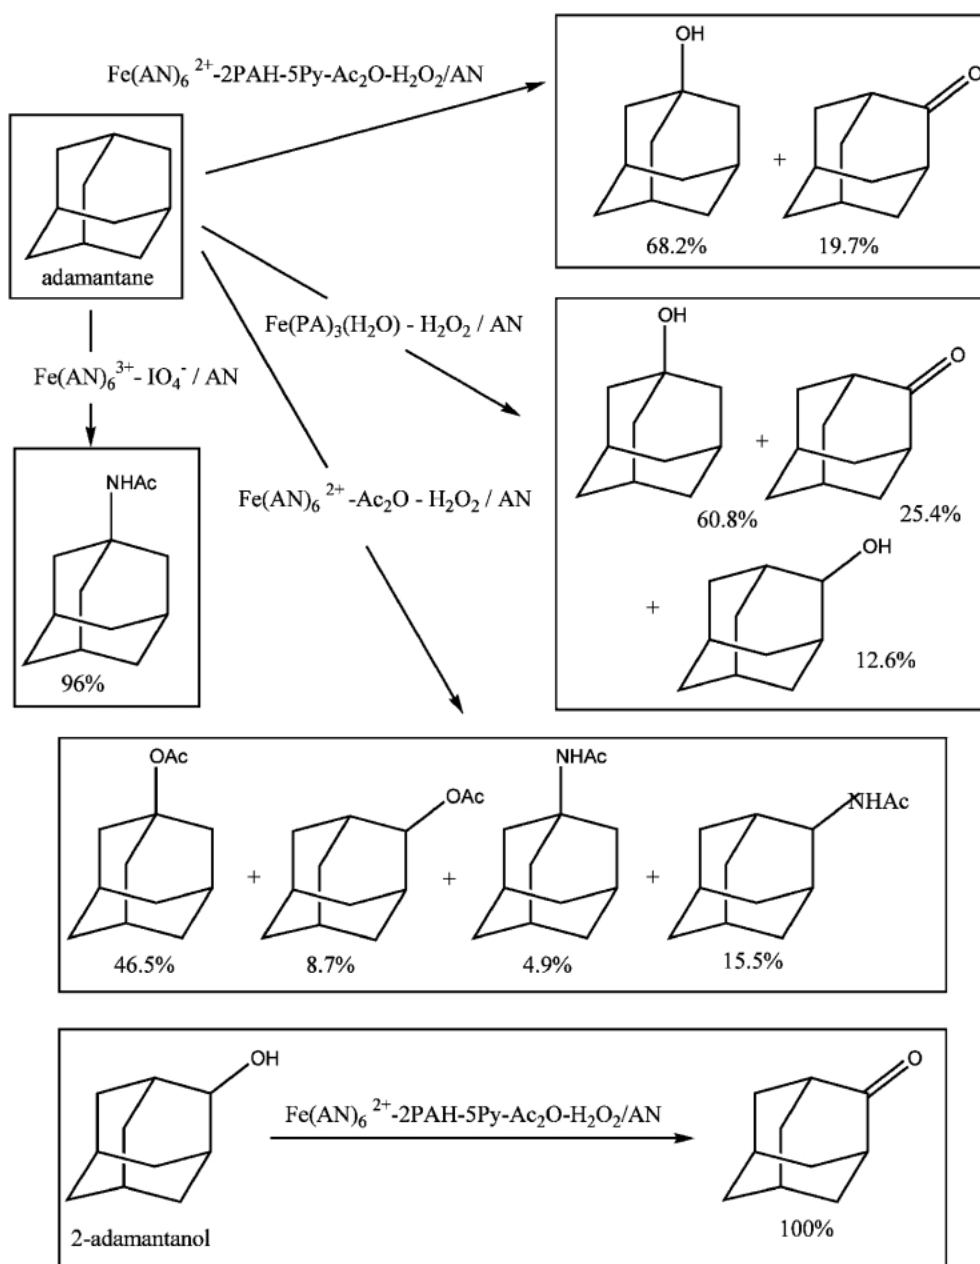 Fe(AN)₆ ²⁺-2PAH-5Py-Ac₂O-H₂O₂/AN
OH
O
+
68.2%
19.7%
adamantane
Fe(PA)₃(H₂O) - H₂O₂ / AN
Fe(AN)₆³⁺- IO₄⁻ / AN
OH
O
+
60.8%
25.4%
+
OH
12.6%
NHAc
96%
Fe(AN)₆ ²⁺ -Ac₂O - H₂O₂ / AN
OAc
+
OAc
+
NHAc
+
NHAc
46.5%
8.7%
4.9%
15.5%
OH
Fe(AN)₆ ²⁺-2PAH-5Py-Ac₂O-H₂O₂/AN
O
2-adamantanol
100%